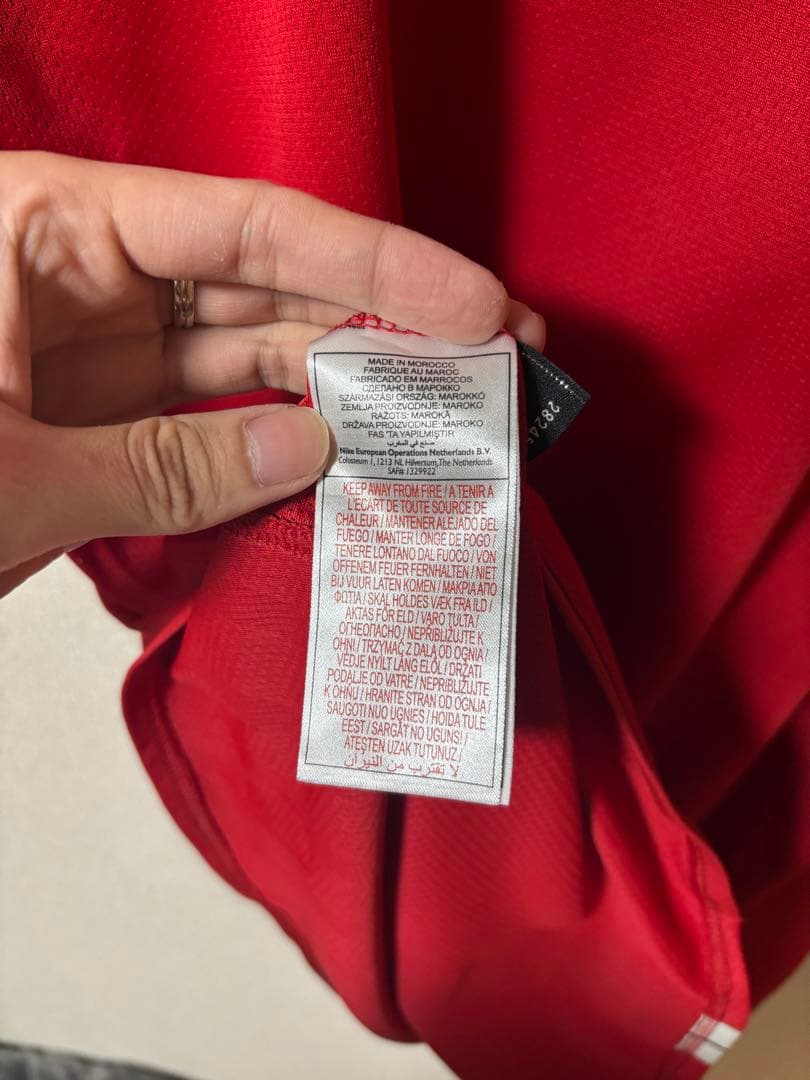 MADE IN MOROCCO
FABRIQUE AU MAROC
FABRICADO EM MARROCOS
СДЕЛАНО В МАРОККО
SZÁRMAZÁSI ORSZÁG: MAROKKÓ
ZEMLJA PROIZVODNJE: MAROKO
RAŽOTS: MAROKĀ
DRŽAVA PROIZVODNJE: MAROKO
FAS 'TA YAPILMIŞTIR
صنع في المغرب
Nike European Operations Netherlands B.V.
Colosseum 1, 1213 NL Hilversum, The Netherlands
SAF# 1329922
KEEP AWAY FROM FIRE / A TENIR A
L'ECART DE TOUTE SOURCE DE
CHALEUR / MANTENER ALEJADO DEL
FUEGO / MANTER LONGE DE FOGO /
TENERE LONTANO DAL FUOCO / VON
OFFENEM FEUER FERNHALTEN / NIET
BIJ VUUR LATEN KOMEN / ΜΑΚΡΙΑ ΑΠΟ
ΦΩΤΙΑ / SKAL HOLDES VÆK FRA ILD /
AKTAS FÖR ELD / VARO TULTA /
ОГНЕОПАСНО / NEPŘIBLIŽUJTE K
OHNI / TRZYMAĆ Z DALA OD OGNIA /
VÉDJE NYÍLT LÁNG ELŐL / DRŽATI
PODALJE OD VATRE / NEPRIBLIŽUJTE
K OHŇU / HRANITE STRAN OD OGNJA /
SAUGOTI NUO UGNIES / HOIDA TULE
EEST / SARGĀT NO UGUNS! /
ATEŞTEN UZAK TUTUNUZ /
لا تقترب من النيران
2824